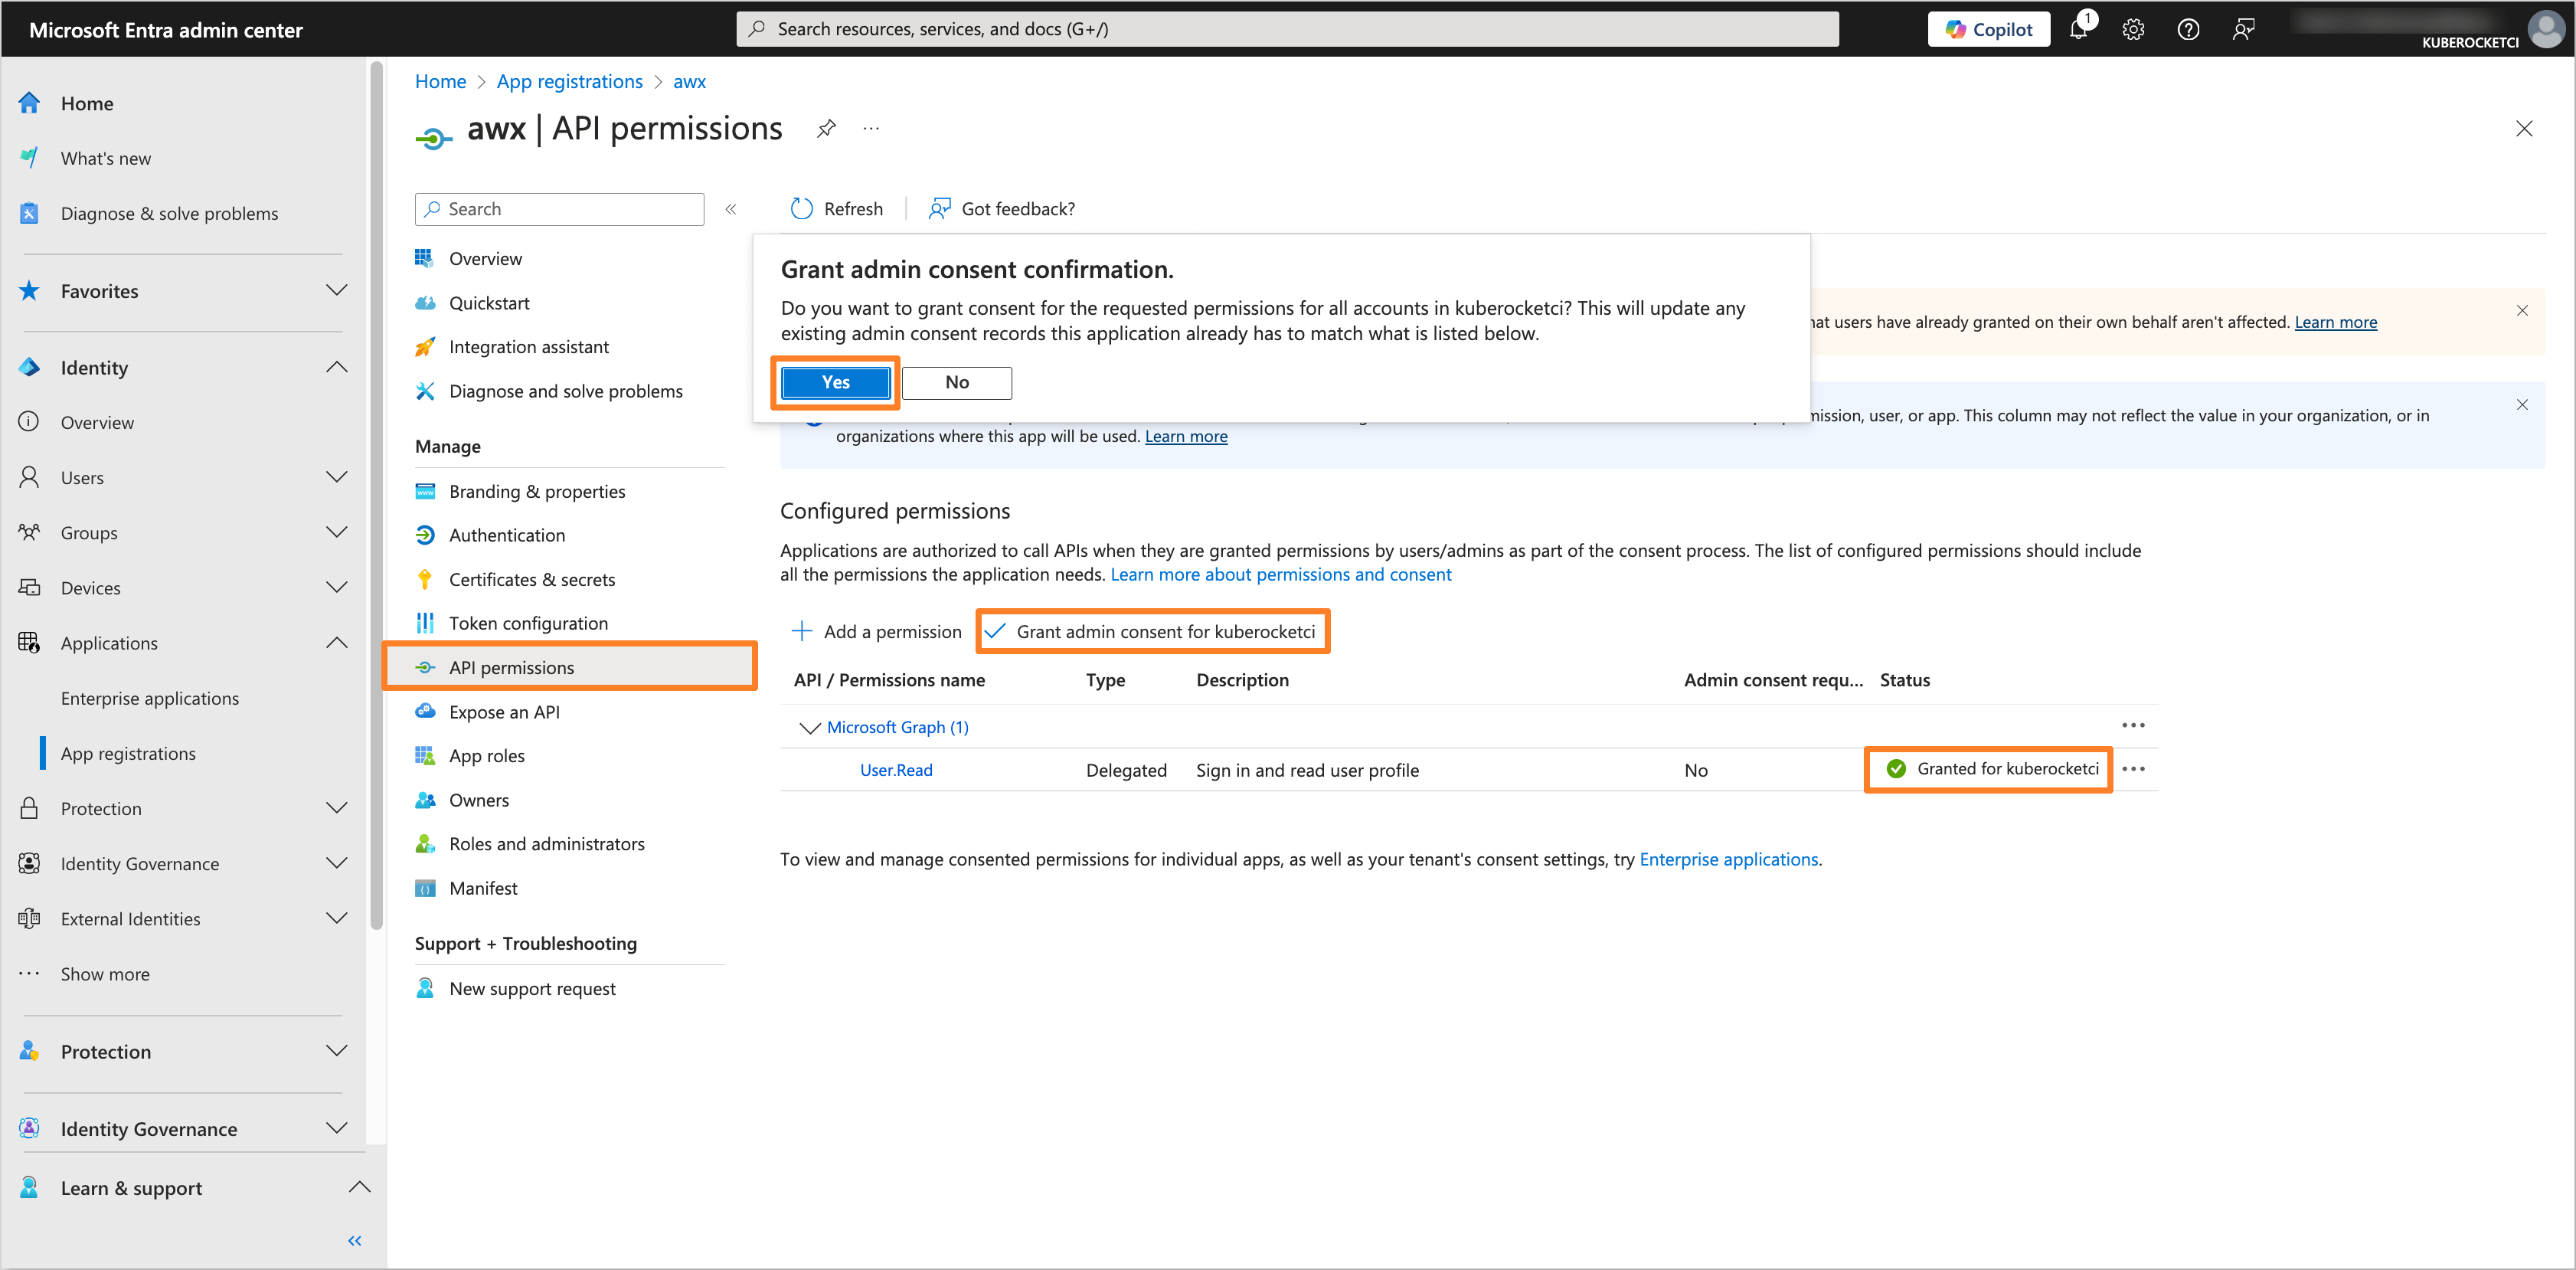 Microsoft Entra admin center
Search resources, services, and docs (G+/)
Copilot
1
KUBEROCKETCI
Home
What's new
Diagnose & solve problems
Favorites
Identity
Overview
Users
Groups
Devices
Applications
Enterprise applications
App registrations
Protection
Identity Governance
External Identities
Show more
Protection
Identity Governance
Learn & support
Home > App registrations > awx
awx | API permissions
Search
Overview
Quickstart
Integration assistant
Diagnose and solve problems
Manage
Branding & properties
Authentication
Certificates & secrets
Token configuration
API permissions
Expose an API
App roles
Owners
Roles and administrators
Manifest
Support + Troubleshooting
New support request
Refresh
Got feedback?
Grant admin consent confirmation.
Do you want to grant consent for the requested permissions for all accounts in kuberocketci? This will update any
existing admin consent records this application already has to match what is listed below.
Yes
No
users have already granted on their own behalf aren't affected. Learn more
user, or app. This column may not reflect the value in your organization, or in
organizations where this app will be used. Learn more
Configured permissions
Applications are authorized to call APIs when they are granted permissions by users/admins as part of the consent process. The list of configured permissions should include
all the permissions the application needs. Learn more about permissions and consent
Add a permission
Grant admin consent for kuberocketci
API / Permissions name Type Description Admin consent requ... Status
Microsoft Graph (1)
User.Read Delegated Sign in and read user profile No Granted for kuberocketci
To view and manage consented permissions for individual apps, as well as your tenant's consent settings, try Enterprise applications.